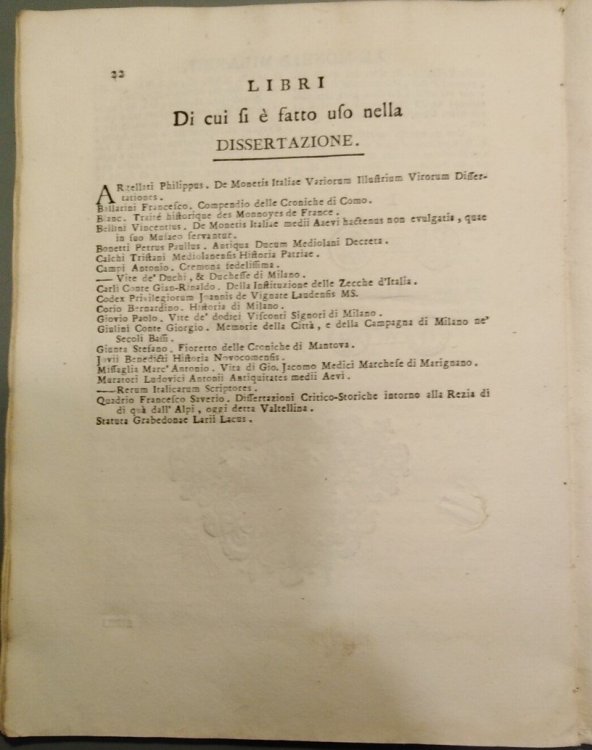 22
LIBRI
Di cui ſi è fatto uſo nella
DISSERTAZIONE.
ARgellati Philippus. De Monetis Italiae Variorum Illuſtrium Virorum Diſſer-
tationes.
Ballarini Franceſco. Compendio delle Croniche di Como.
Blanc. Traité hiſtorique des Monnoyes de France.
Bellini Vincentius. De Monetis Italiae medii Aaevi hactenus non evulgatis, quae
in ſuo Muſaeo ſervantur.
Bonetti Petrus Paullus. Antiqua Ducum Mediolani Decreta.
Calchi Triſtani Mediolanenſis Hiſtoria Patriae.
Campi Antonio. Cremona fedeliſſima.
—— Vite de' Duchi, & Ducheſſe di Milano.
Carli Conte Gian-Rinaldo. Della Inſtituzione delle Zecche d'Italia.
Codex Privilegiorum Joannis de Vignate Laudenſis MS.
Corio Bernardino. Hiſtoria di Milano.
Giovio Paolo. Vite de' dodici Viſconti Signori di Milano.
Giulini Conte Giorgio. Memorie della Città, e della Campagna di Milano ne'
Secoli Baſſi.
Gionta Stefano. Fioretto delle Croniche di Mantova.
Jovii Benedicti Hiſtoria Novocomenſis.
Miſſaglia Marc' Antonio. Vita di Gio. Jacomo Medici Marcheſe di Marignano.
Muratori Ludovici Antonii Antiquitates medii Aevi.
—— Rerum Italicarum Scriptores.
Quadrio Franceſco Saverio. Diſſertazioni Critico-Storiche intorno alla Rezia di
di quà dall' Alpi, oggi detta Valtellina.
Statuta Grabedonae Larii Lacus.